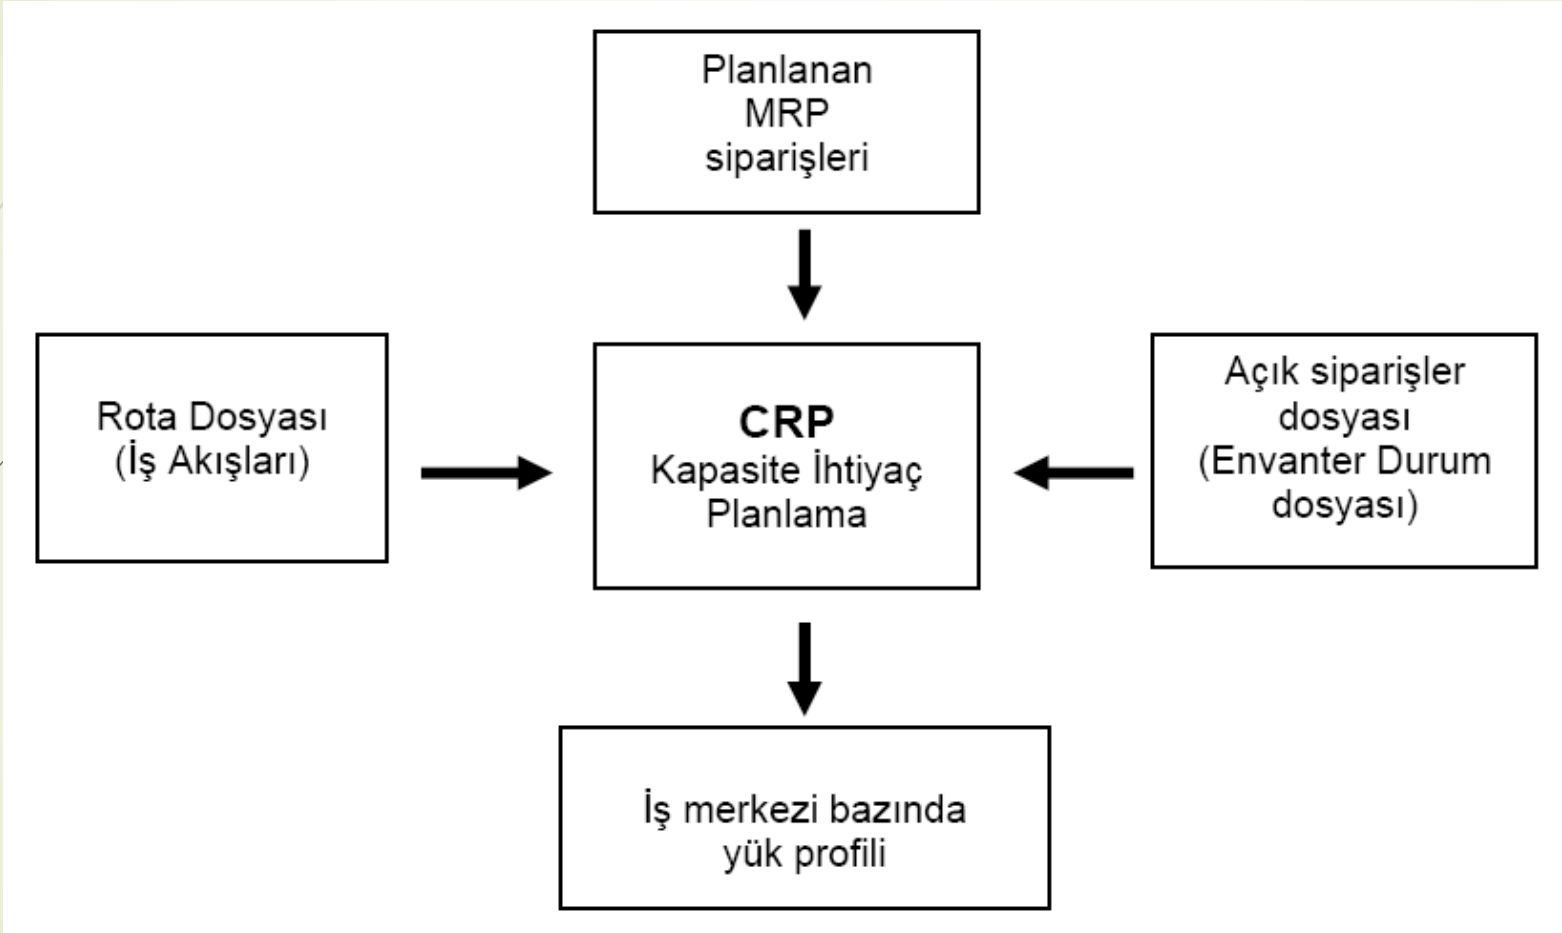 Planlanan
MRP
siparişleri
Rota Dosyası
(İş Akışları)
CRP
Kapasite İhtiyaç
Planlama
Açık siparişler
dosyası
(Envanter Durum
dosyası)
İş merkezi bazında
yük profili